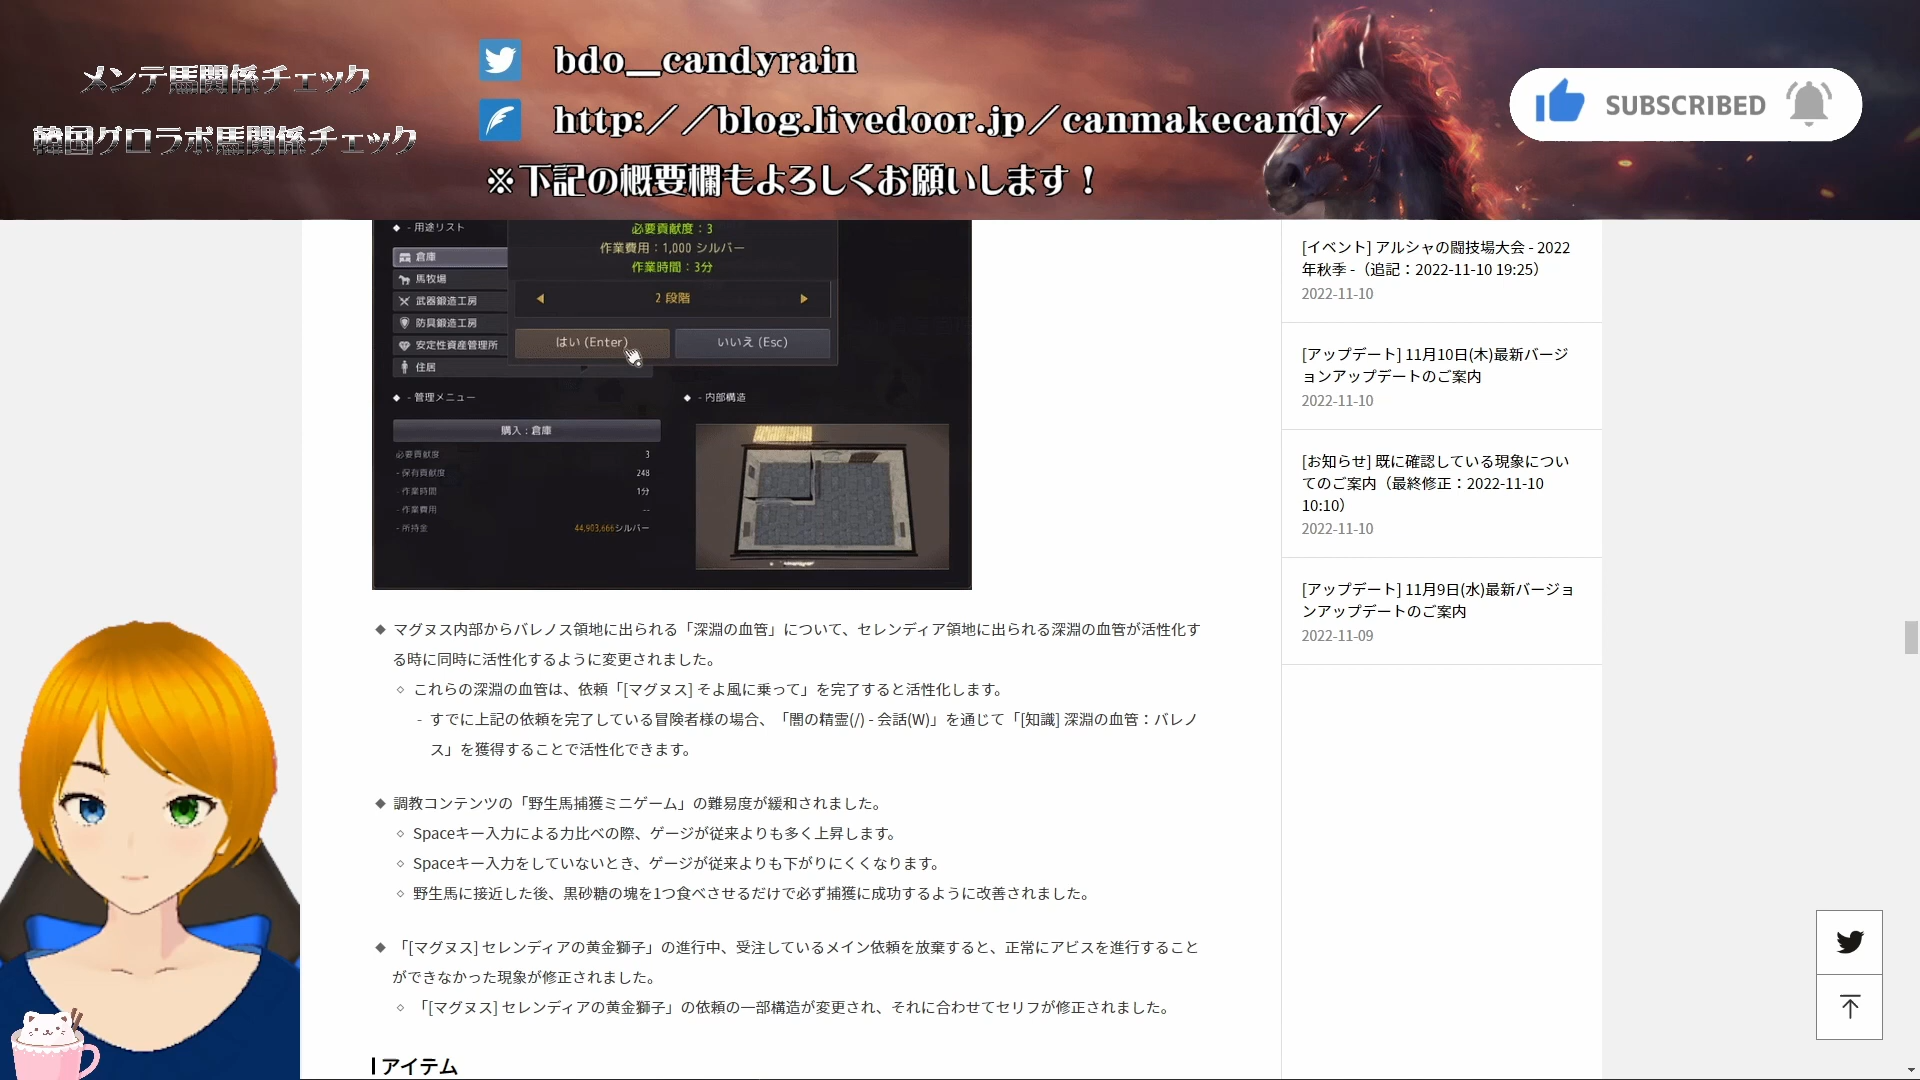 メンテ馬関係チェック
韓国グロラボ馬関係チェック
bdo__candyrain
http://blog.livedoor.jp/canmakecandy/
※下記の概要欄もよろしくお願いします！
SUBSCRIBED
- 用途リスト
倉庫
馬牧場
武器鍛造工房
防具鍛造工房
安定性資産管理所
住居
必要貢献度：3
作業費用：1,000 シルバー
作業時間：3分
2 段階
はい (Enter)
いいえ (Esc)
- 管理メニュー
購入：倉庫
必要貢献度 3
- 保有貢献度 248
- 作業時間 1分
- 作業費用 --
- 所持金 44,903,666シルバー
- 内部構造
◆ マグヌス内部からバレノス領地に出られる「深淵の血管」について、セレンディア領地に出られる深淵の血管が活性化す
る時に同時に活性化するように変更されました。
◇ これらの深淵の血管は、依頼「[マグヌス] そよ風に乗って」を完了すると活性化します。
- すでに上記の依頼を完了している冒険者様の場合、「闇の精霊(/) - 会話(W)」を通じて「[知識] 深淵の血管：バレノ
ス」を獲得することで活性化できます。
◆ 調教コンテンツの「野生馬捕獲ミニゲーム」の難易度が緩和されました。
◇ Spaceキー入力による力比べの際、ゲージが従来よりも多く上昇します。
◇ Spaceキー入力をしていないとき、ゲージが従来よりも下がりにくくなります。
◇ 野生馬に接近した後、黒砂糖の塊を1つ食べさせるだけで必ず捕獲に成功するように改善されました。
◆ 「[マグヌス] セレンディアの黄金獅子」の進行中、受注しているメイン依頼を放棄すると、正常にアビスを進行すること
ができなかった現象が修正されました。
◇ 「[マグヌス] セレンディアの黄金獅子」の依頼の一部構造が変更され、それに合わせてセリフが修正されました。
アイテム
[イベント] アルシャの闘技場大会 - 2022
年秋季 -（追記：2022-11-10 19:25）
2022-11-10
[アップデート] 11月10日(木)最新バージ
ョンアップデートのご案内
2022-11-10
[お知らせ] 既に確認している現象につい
てのご案内（最終修正：2022-11-10
10:10）
2022-11-10
[アップデート] 11月9日(水)最新バージョ
ンアップデートのご案内
2022-11-09